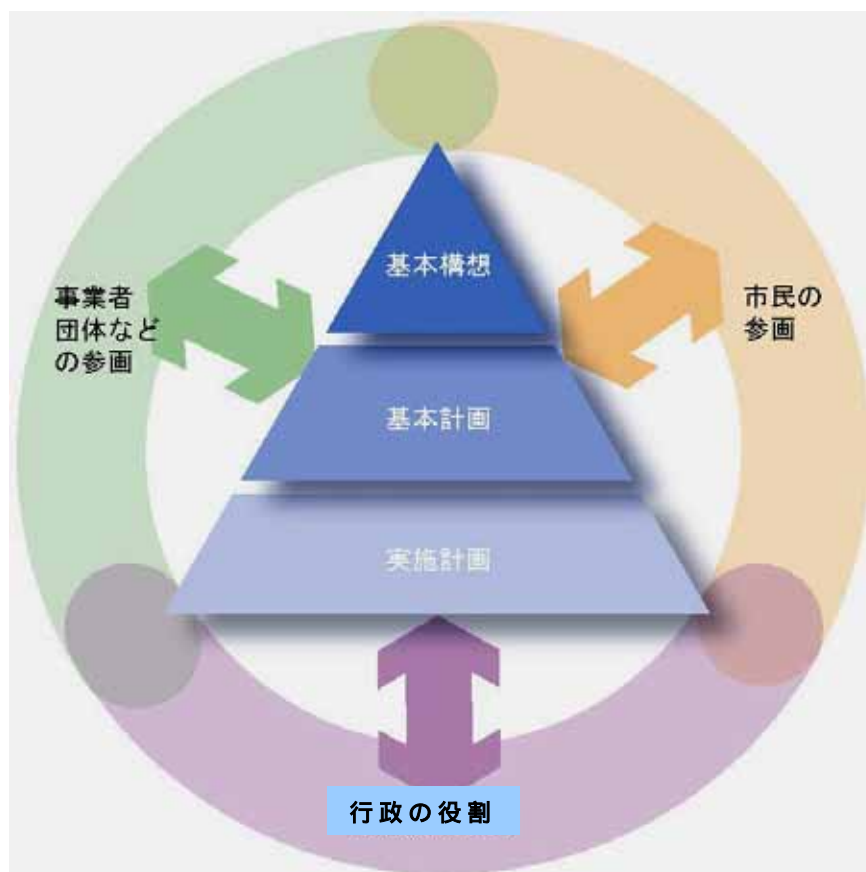 基本構想
事業者
団体など
の参画
市民の
参画
基本計画
実施計画
行政の役割